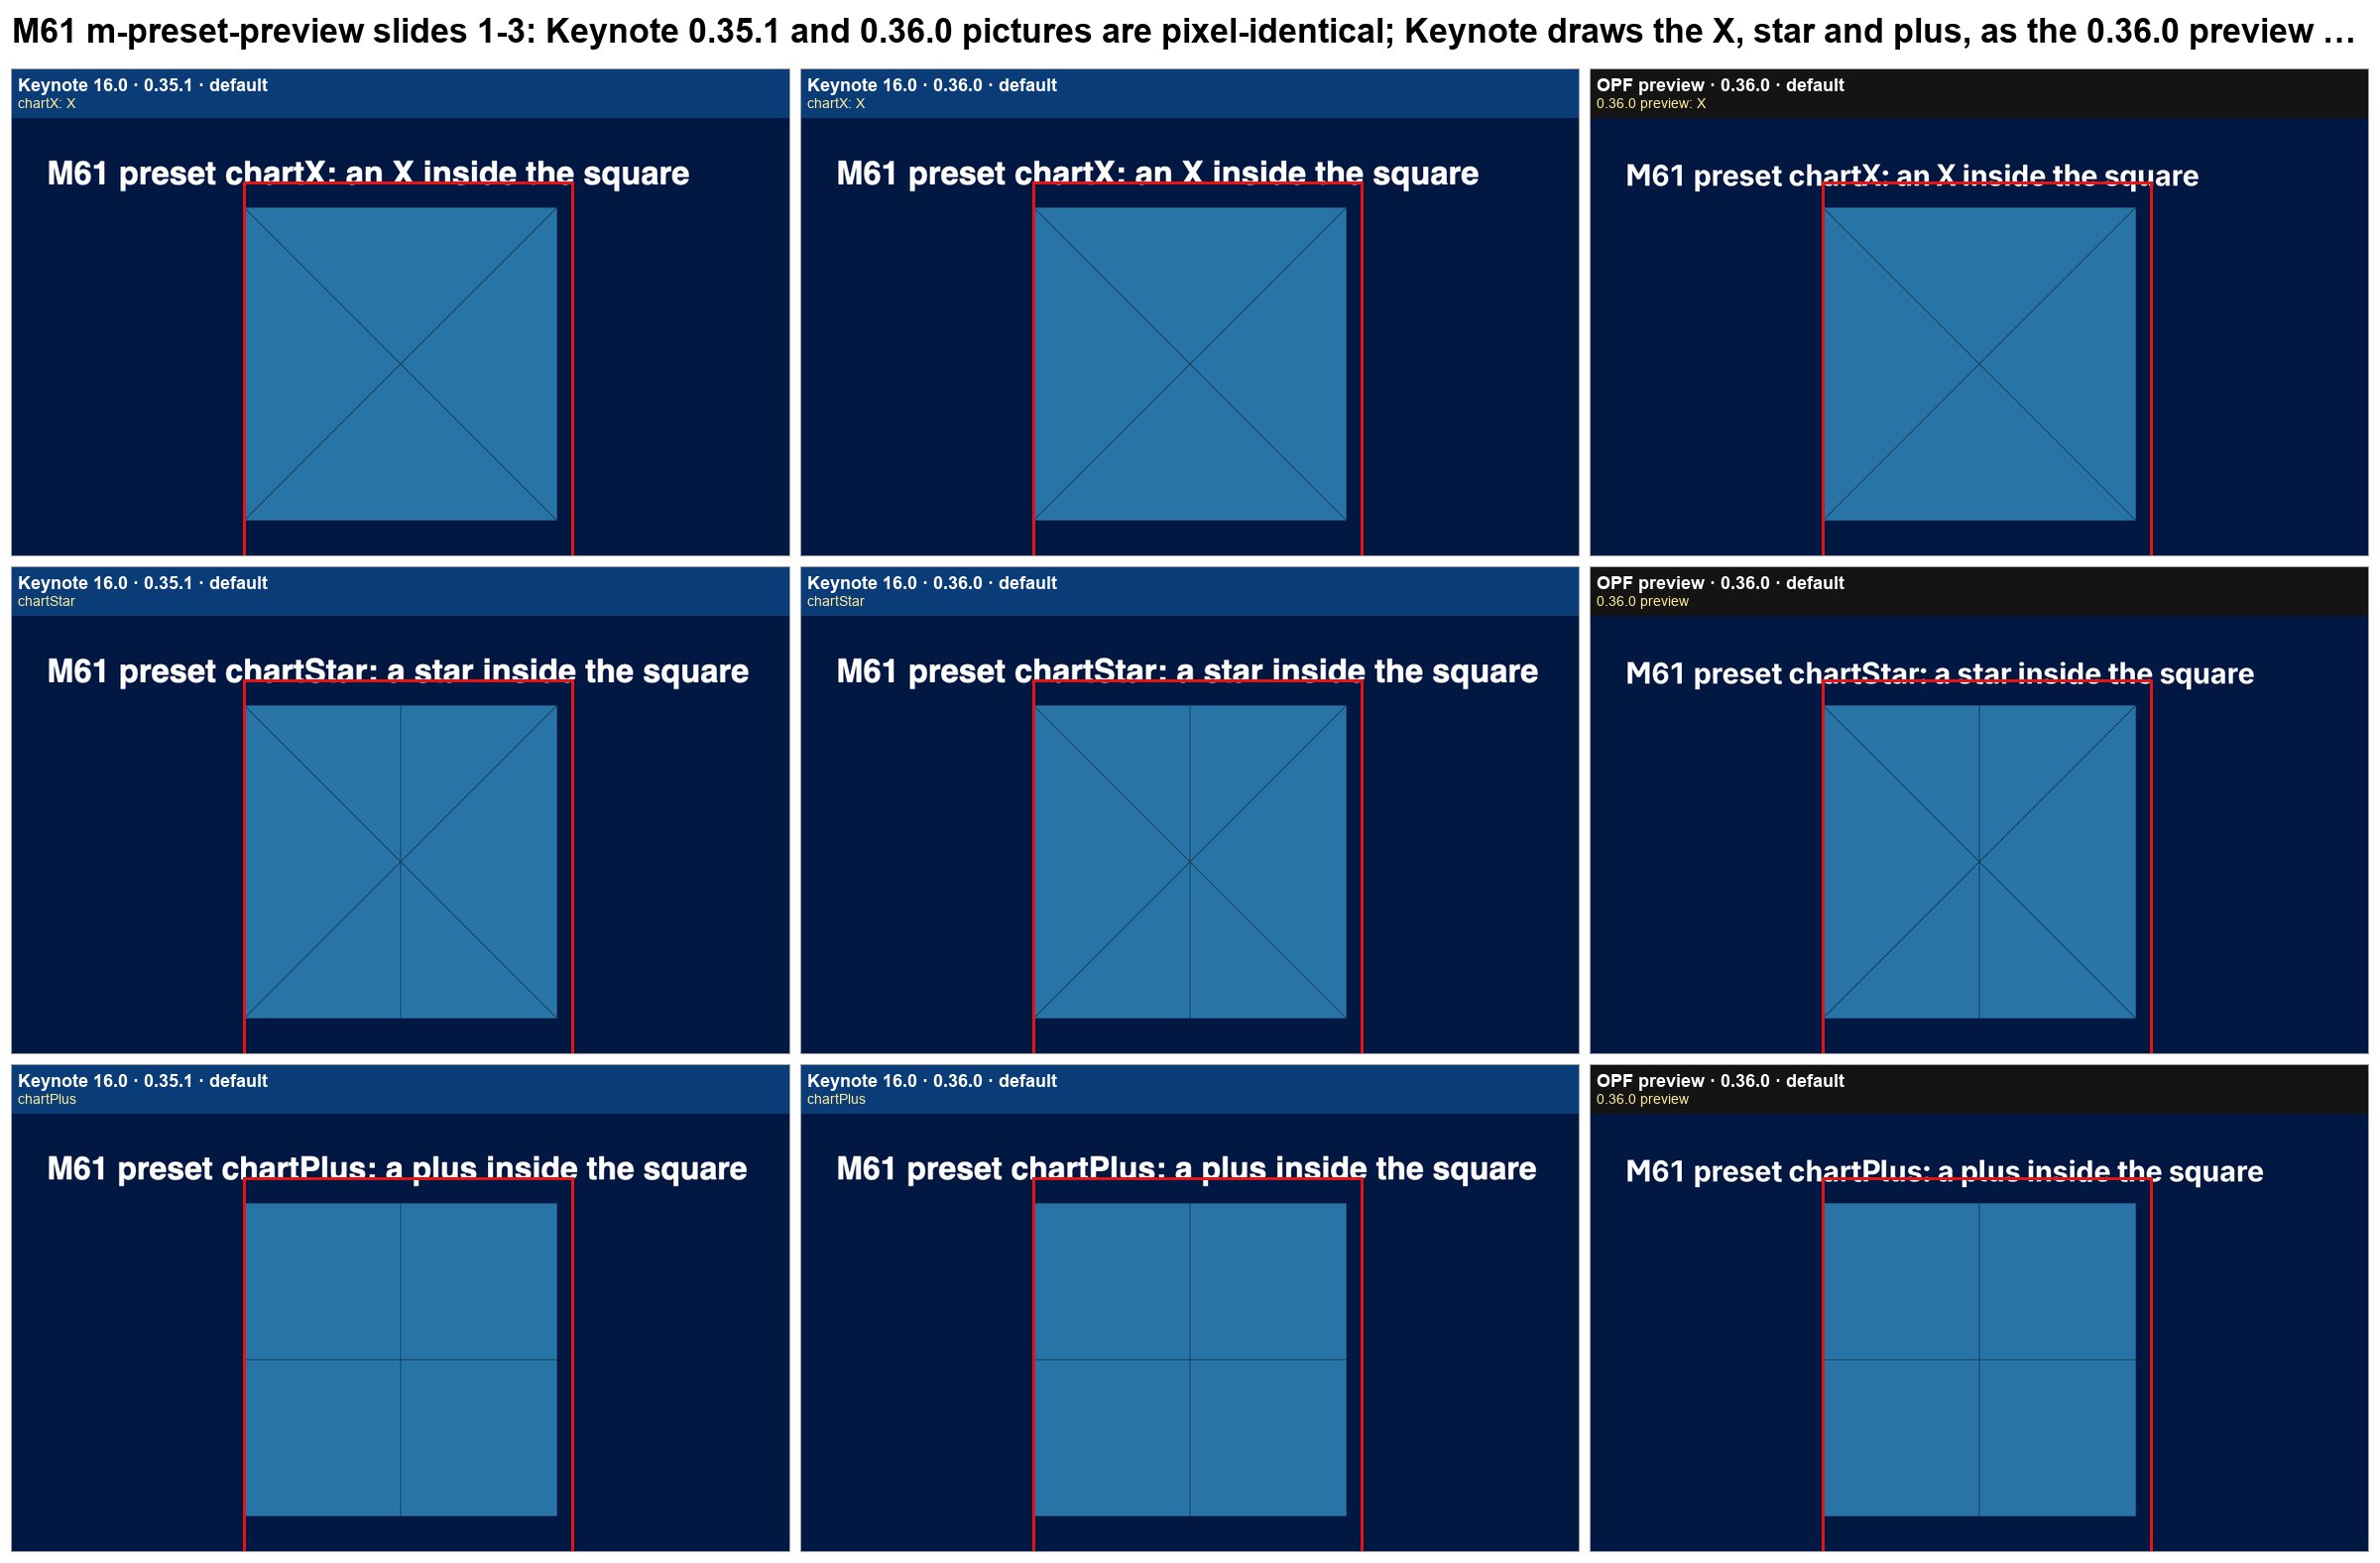 M61 m-preset-preview slides 1-3: Keynote 0.35.1 and 0.36.0 pictures are pixel-identical; Keynote draws the X, star and plus, as the 0.36.0 preview …
Keynote 16.0 · 0.35.1 · default
chartX: X
M61 preset chartX: an X inside the square
Keynote 16.0 · 0.36.0 · default
chartX: X
M61 preset chartX: an X inside the square
OPF preview · 0.36.0 · default
0.36.0 preview: X
M61 preset chartX: an X inside the square
Keynote 16.0 · 0.35.1 · default
chartStar
M61 preset chartStar: a star inside the square
Keynote 16.0 · 0.36.0 · default
chartStar
M61 preset chartStar: a star inside the square
OPF preview · 0.36.0 · default
0.36.0 preview
M61 preset chartStar: a star inside the square
Keynote 16.0 · 0.35.1 · default
chartPlus
M61 preset chartPlus: a plus inside the square
Keynote 16.0 · 0.36.0 · default
chartPlus
M61 preset chartPlus: a plus inside the square
OPF preview · 0.36.0 · default
0.36.0 preview
M61 preset chartPlus: a plus inside the square